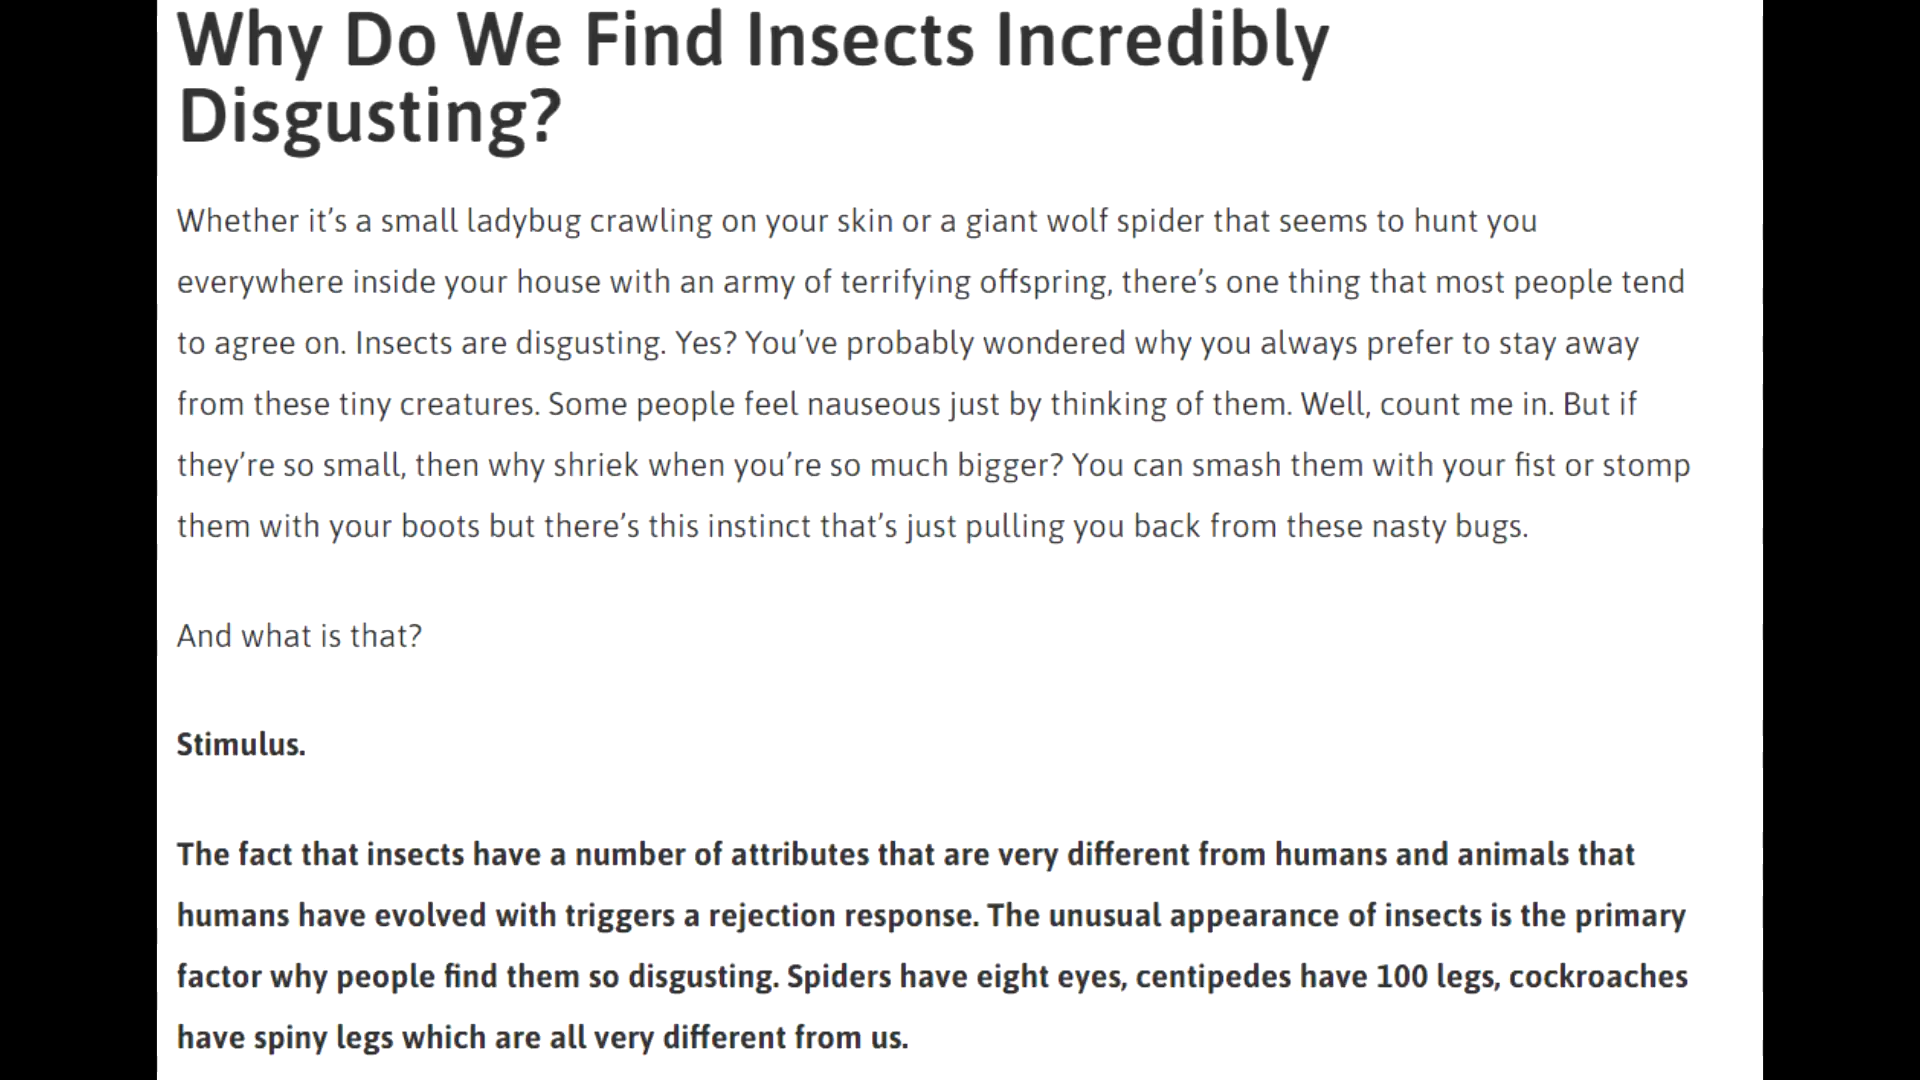 Why Do We Find Insects Incredibly
Disgusting?
Whether it’s a small ladybug crawling on your skin or a giant wolf spider that seems to hunt you
everywhere inside your house with an army of terrifying offspring, there’s one thing that most people tend
to agree on. Insects are disgusting. Yes? You’ve probably wondered why you always prefer to stay away
from these tiny creatures. Some people feel nauseous just by thinking of them. Well, count me in. But if
they’re so small, then why shriek when you’re so much bigger? You can smash them with your fist or stomp
them with your boots but there’s this instinct that’s just pulling you back from these nasty bugs.
And what is that?
Stimulus.
The fact that insects have a number of attributes that are very different from humans and animals that
humans have evolved with triggers a rejection response. The unusual appearance of insects is the primary
factor why people find them so disgusting. Spiders have eight eyes, centipedes have 100 legs, cockroaches
have spiny legs which are all very different from us.